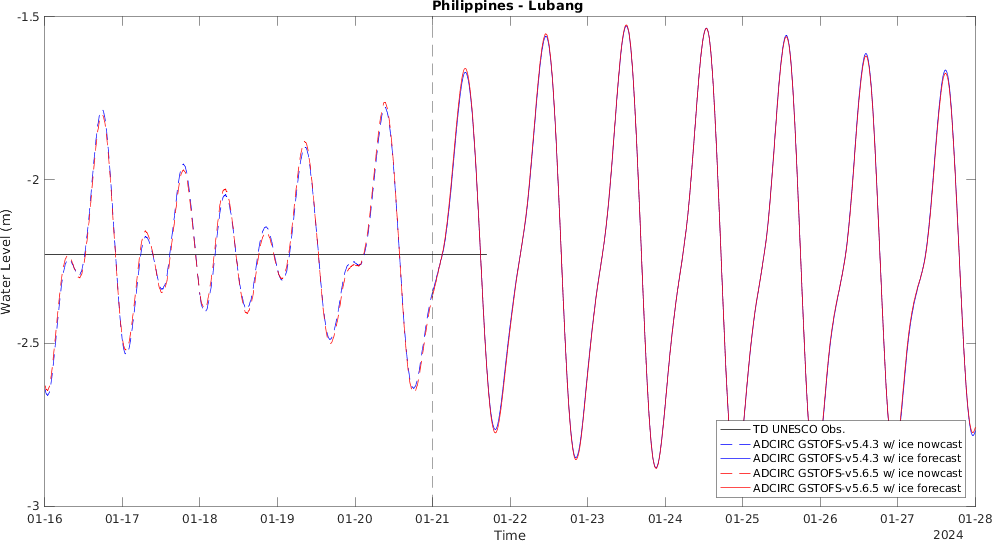 Philippines - Lubang
-1.5
-2
-2.5
-3
Water Level (m)
TD UNESCO Obs.
ADCIRC GSTOFS-v5.4.3 w/ ice nowcast
ADCIRC GSTOFS-v5.4.3 w/ ice forecast
ADCIRC GSTOFS-v5.6.5 w/ ice nowcast
ADCIRC GSTOFS-v5.6.5 w/ ice forecast
01-16 01-17 01-18 01-19 01-20 01-21 01-22 01-23 01-24 01-25 01-26 01-27 01-28
Time
2024